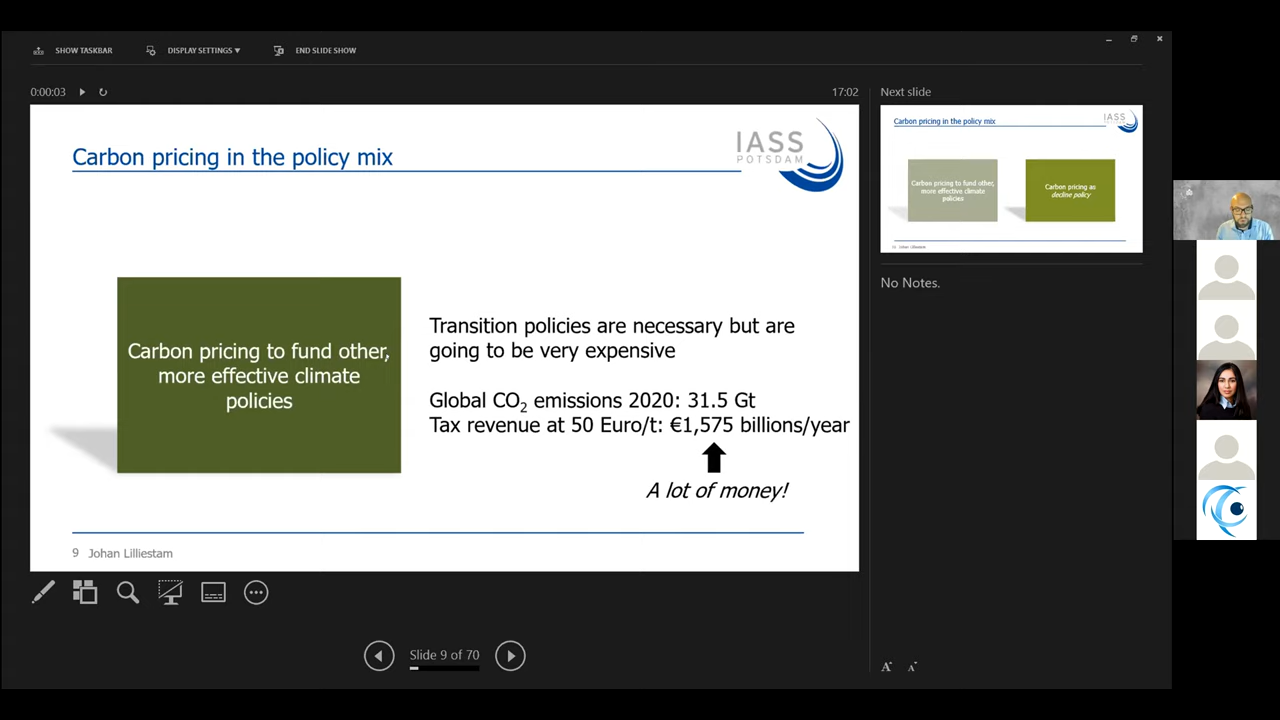 SHOW TASKBAR
DISPLAY SETTINGS ▼
END SLIDE SHOW
0:00:03
17:02
Next slide
Carbon pricing in the policy mix
IASS
POTSDAM
Carbon pricing to fund other,
more effective climate
policies
Transition policies are necessary but are
going to be very expensive
Global CO₂ emissions 2020: 31.5 Gt
Tax revenue at 50 Euro/t: €1,575 billions/year
A lot of money!
9 Johan Lilliestam
Carbon pricing in the policy mix
IASS
POTSDAM
Carbon pricing to fund other,
more effective climate
policies
Carbon pricing as
decline policy
Johan Lilliestam
No Notes.
Slide 9 of 70
A A